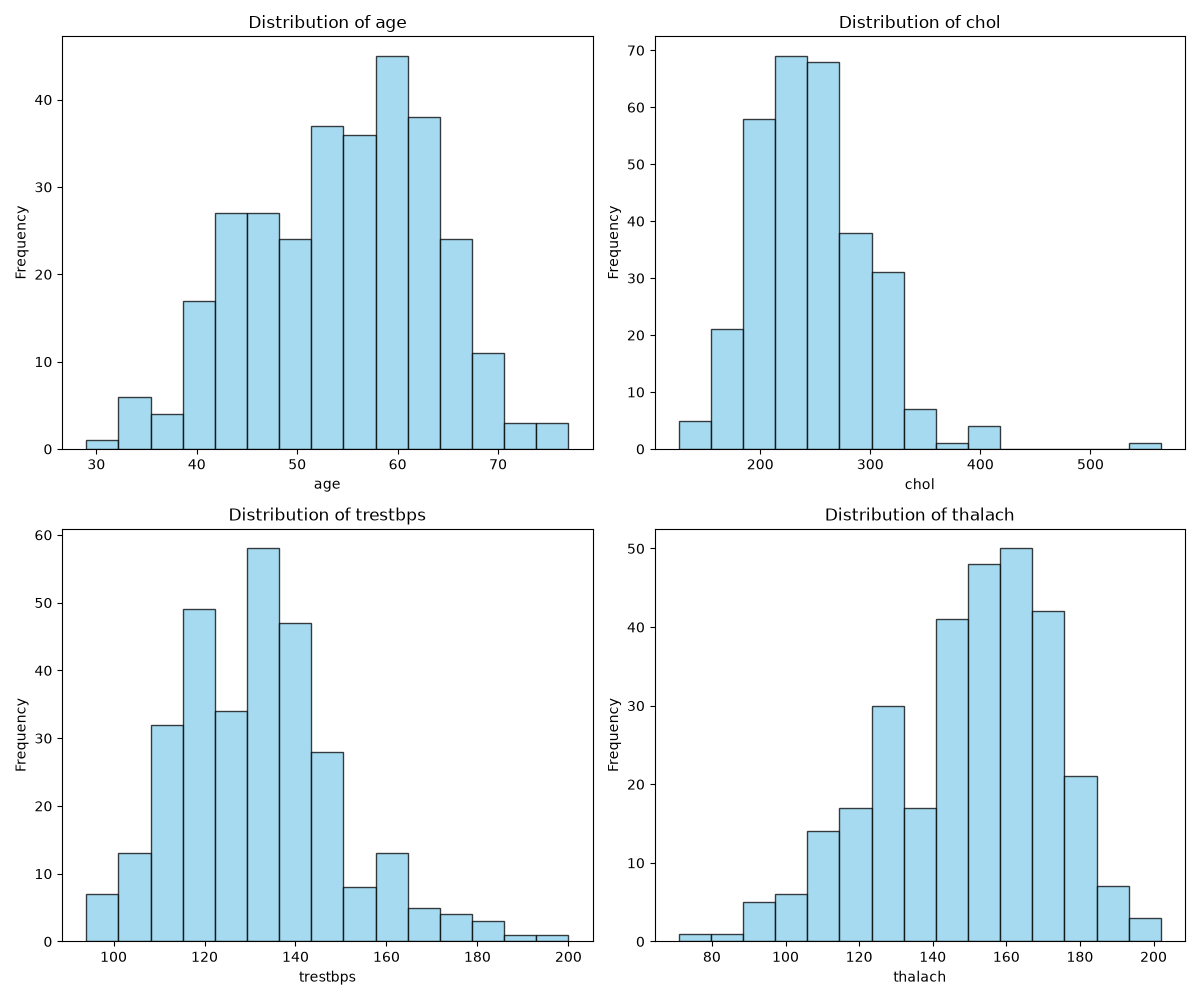 Distribution of age
Frequency
40
30
20
10
0
30 40 50 60 70
age
Distribution of chol
Frequency
70
60
50
40
30
20
10
0
200 300 400 500
chol
Distribution of trestbps
Frequency
60
50
40
30
20
10
0
100 120 140 160 180 200
trestbps
Distribution of thalach
Frequency
50
40
30
20
10
0
80 100 120 140 160 180 200
thalach